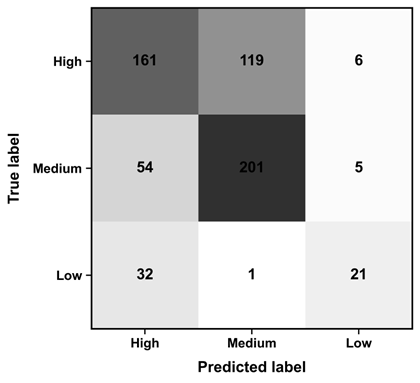 True label
High 161 119 6
Medium 54 201 5
Low 32 1 21
High Medium Low
Predicted label